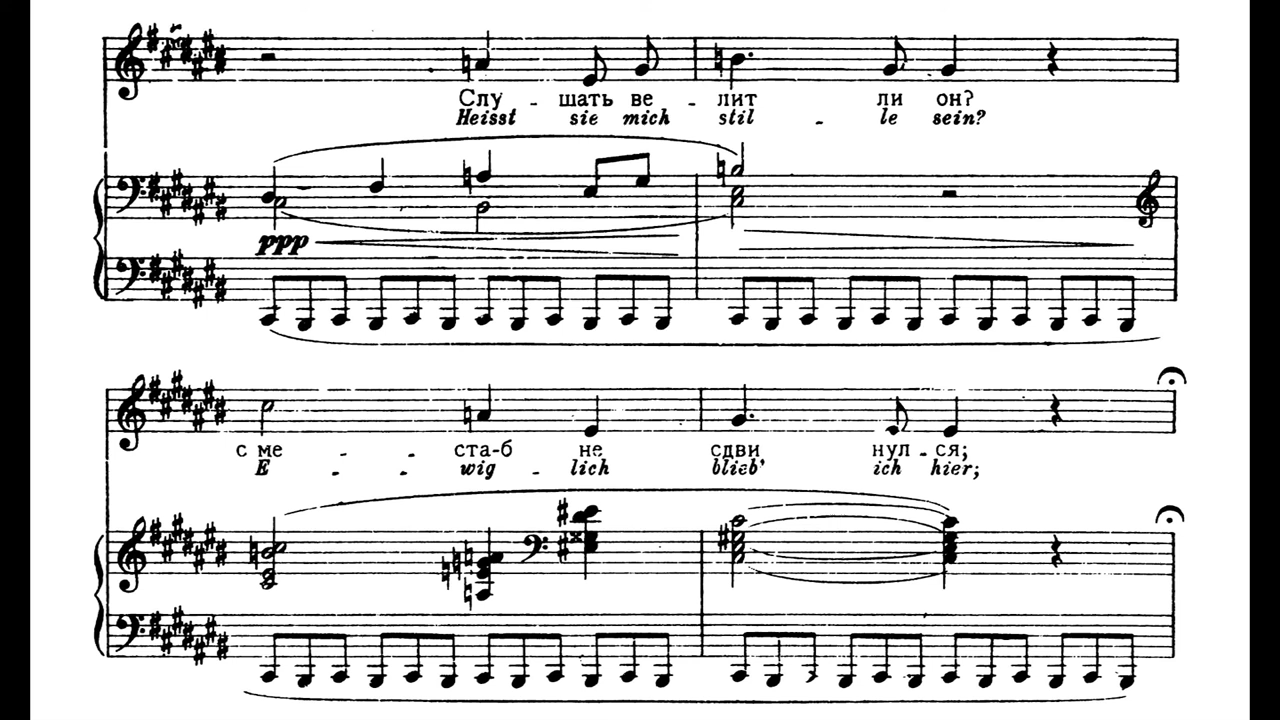 Слу - шать ве - лит ли он?
Heisst sie mich stil - le sein?
ppp
с ме - ста-б не сдви нул - ся;
E - - wig - lich blieb' ich hier;